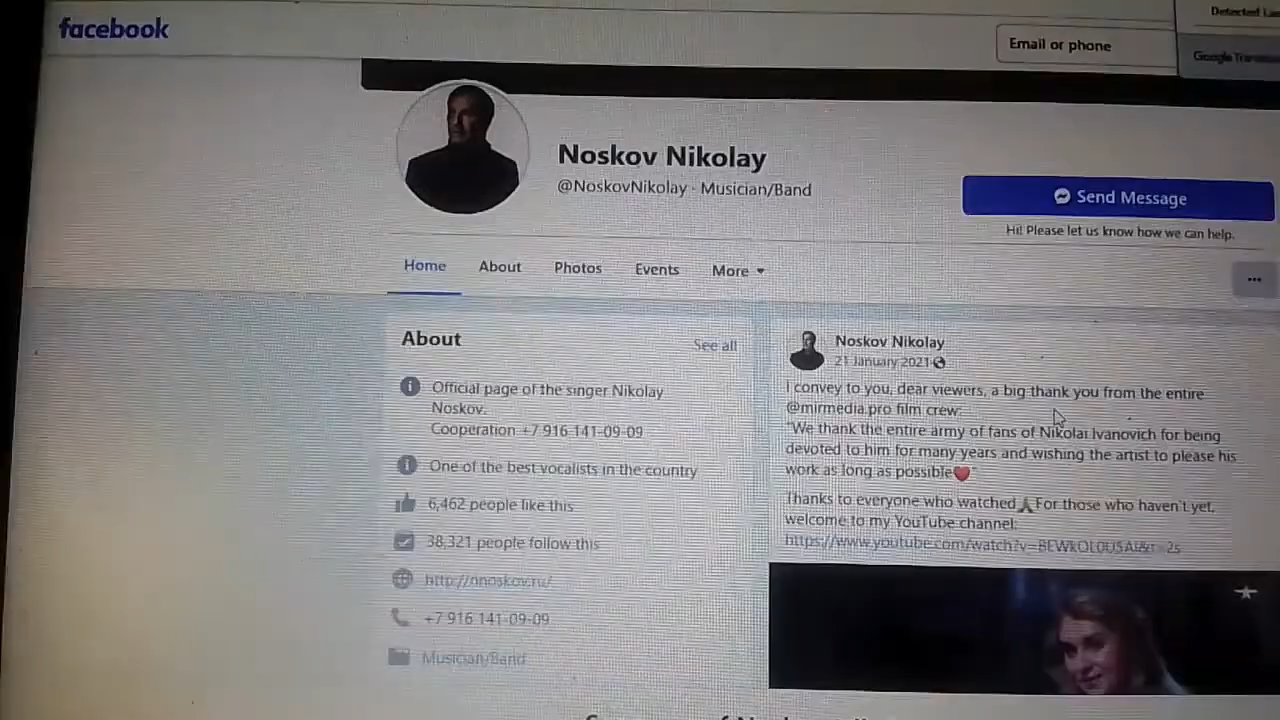 facebook
Email or phone
Detected
Google
Noskov Nikolay
@NoskovNikolay · Musician/Band
Send Message
Hi! Please let us know how we can help.
Home
About
Photos
Events
More
About
See all
Official page of the singer Nikolay
Noskov.
Cooperation +7 916 141-09-09
One of the best vocalists in the country
6,462 people like this
38,321 people follow this
http://nnoskov.ru/
+7 916 141-09-09
Musician/Band
Noskov Nikolay
21 January 2021
I convey to you, dear viewers, a big thank you from the entire
@mirmedia.pro film crew:
"We thank the entire army of fans of Nikolai Ivanovich for being
devoted to him for many years and wishing the artist to please his
work as long as possible❤️"
Thanks to everyone who watched🙏For those who haven't yet,
welcome to my YouTube channel: